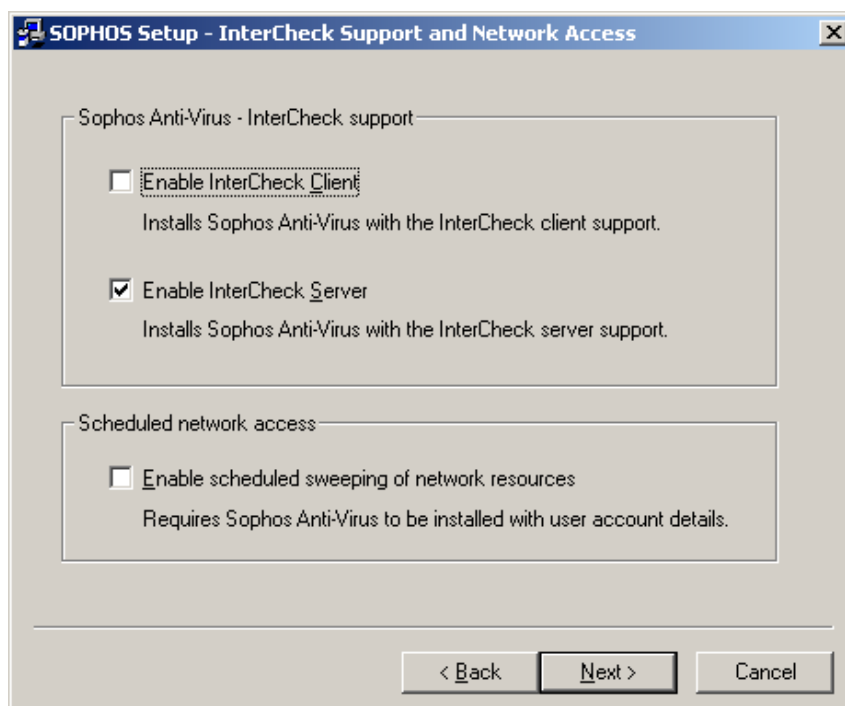 SOPHOS Setup - InterCheck Support and Network Access
Sophos Anti-Virus - InterCheck support
Enable InterCheck Client
Installs Sophos Anti-Virus with the InterCheck client support.
Enable InterCheck Server
Installs Sophos Anti-Virus with the InterCheck server support.
Scheduled network access
Enable scheduled sweeping of network resources
Requires Sophos Anti-Virus to be installed with user account details.
< Back Next > Cancel